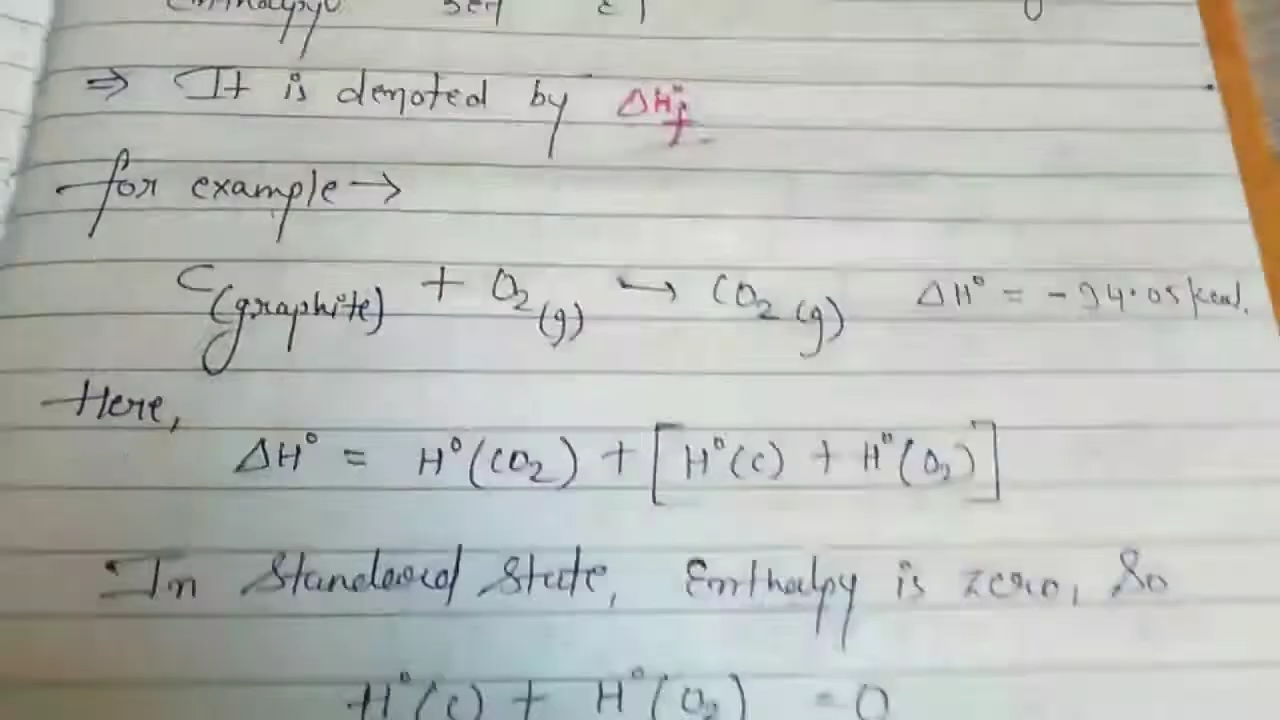 ⇒ It is denoted by ΔH°f
for example →
C(graphite) + O2(g) → CO2(g) ΔH° = -94.05 kcal.
Here,
ΔH° = H°(CO2) + [H°(C) + H°(O2)]
In Standard State, Enthalpy is zero, So
H°(C) + H°(O2) = 0